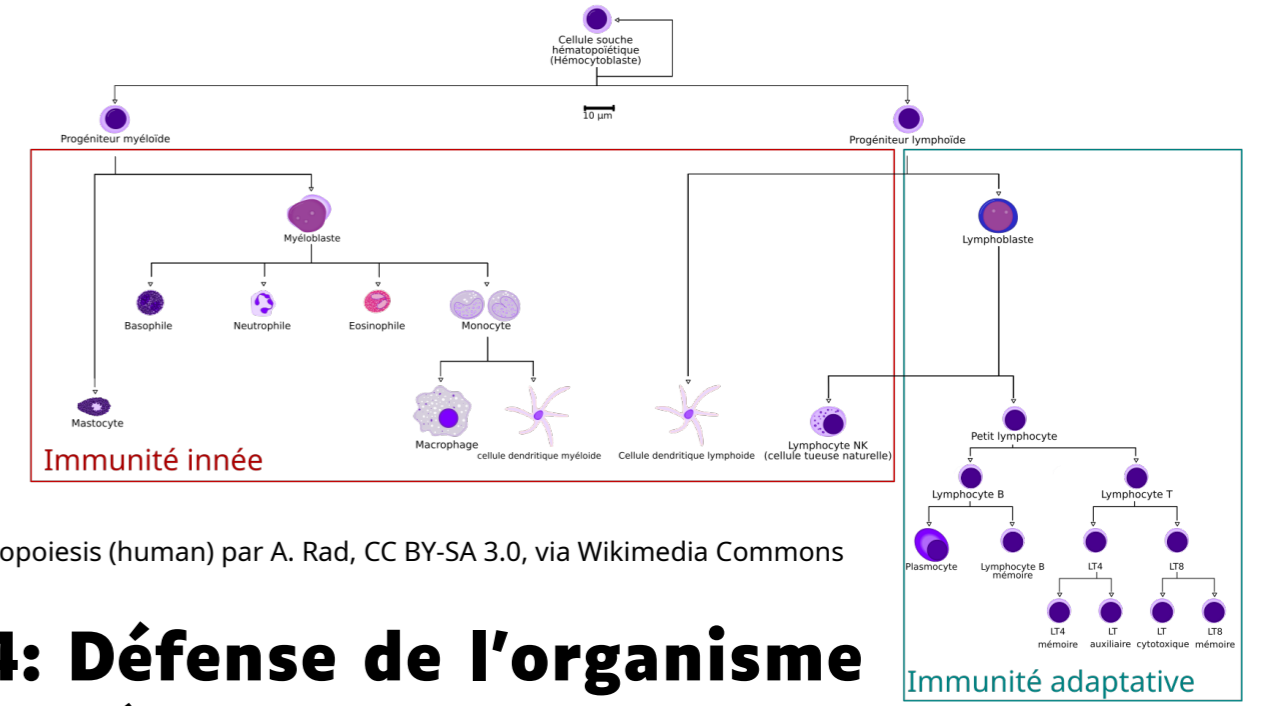 Cellule souche
hématopoïétique
(Hémocytoblaste)
10 µm
Progéniteur myéloïde
Progéniteur lymphoïde
Myéloblaste
Lymphoblaste
Basophile
Neutrophile
Eosinophile
Monocyte
Mastocyte
Macrophage
cellule dendritique myéloide
Cellule dendritique lymphoide
Lymphocyte NK
(cellule tueuse naturelle)
Petit lymphocyte
Immunité innée
Lymphocyte B
Lymphocyte T
Plasmocyte
Lymphocyte B
mémoire
LT4
LT8
LT4
mémoire
LT
auxiliaire
LT
cytotoxique
LT8
mémoire
Immunité adaptative
opoiesis (human) par A. Rad, CC BY-SA 3.0, via Wikimedia Commons
4: Défense de l'organisme